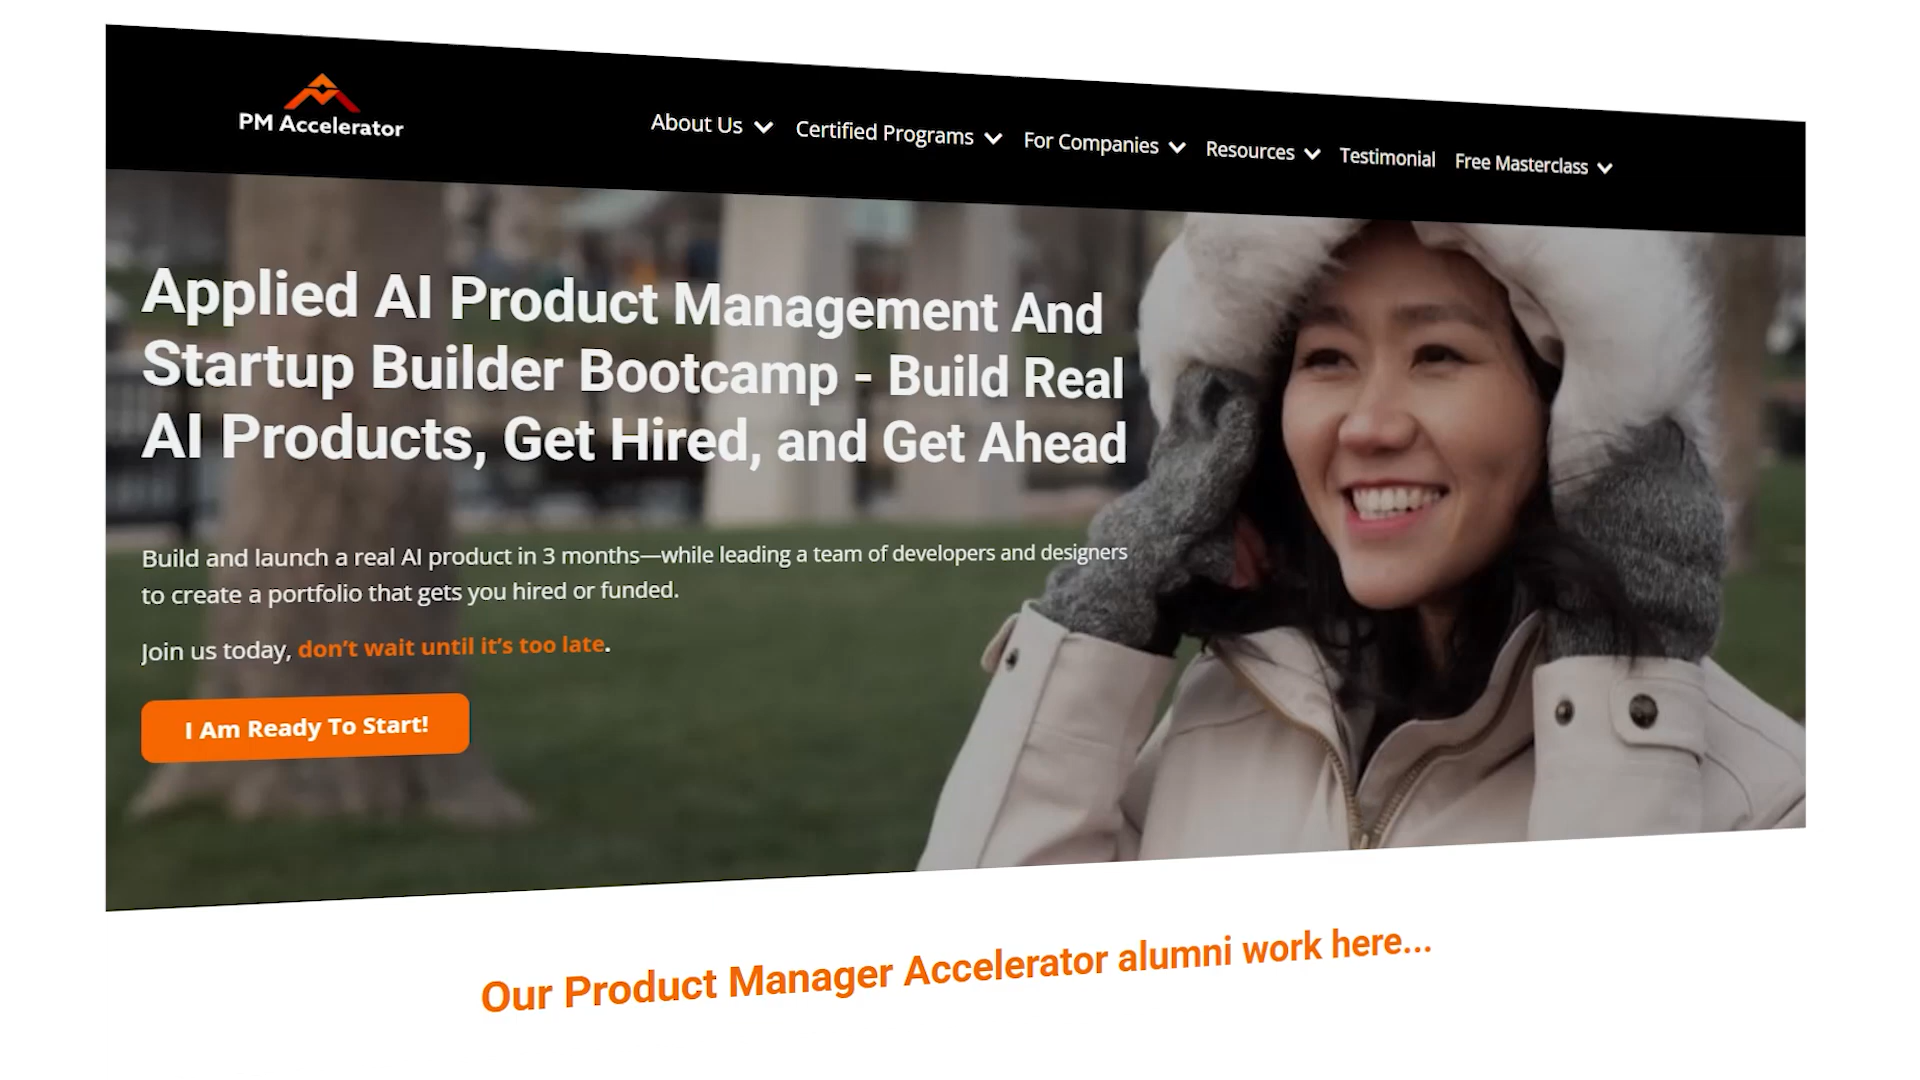 PM Accelerator
About Us
Certified Programs
For Companies
Resources
Testimonial
Free Masterclass
Applied AI Product Management And
Startup Builder Bootcamp - Build Real
AI Products, Get Hired, and Get Ahead
Build and launch a real AI product in 3 months—while leading a team of developers and designers
to create a portfolio that gets you hired or funded.
Join us today, don’t wait until it’s too late.
I Am Ready To Start!
Our Product Manager Accelerator alumni work here...